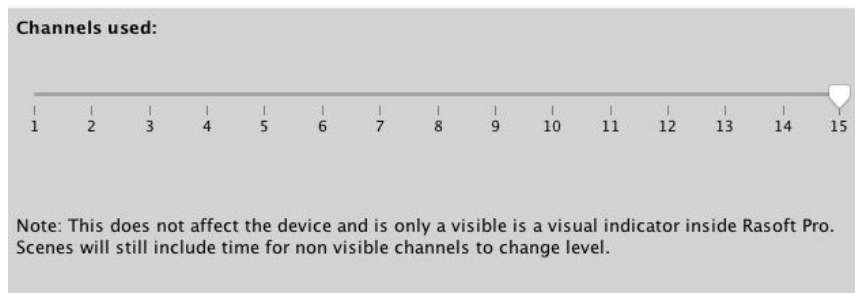 Channels used:
1 2 3 4 5 6 7 8 9 10 11 12 13 14 15
Note: This does not affect the device and is only a visible is a visual indicator inside Rasoft Pro.
Scenes will still include time for non visible channels to change level.